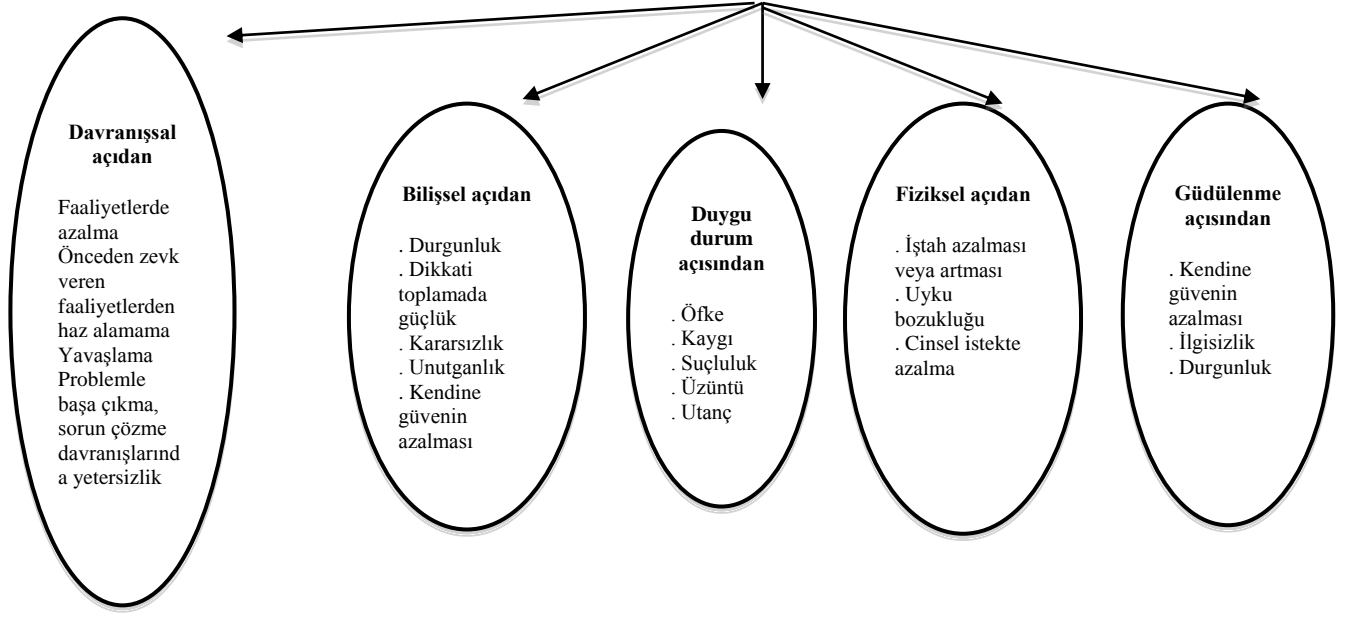 Davranışsal
açıdan
Faaliyetlerde
azalma
Önceden zevk
veren
faaliyetlerden
haz alamama
Yavaşlama
Problemle
başa çıkma,
sorun çözme
davranışlarınd
a yetersizlik
Bilişsel açıdan
. Durgunluk
. Dikkati
toplamada
güçlük
. Kararsızlık
. Unutganlık
. Kendine
güvenin
azalması
Duygu
durum
açısından
. Öfke
. Kaygı
. Suçluluk
. Üzüntü
. Utanç
Fiziksel açıdan
. İştah azalması
veya artması
. Uyku
bozukluğu
. Cinsel istekte
azalma
Güdülenme
açısından
. Kendine
güvenin
azalması
. İlgisizlik
. Durgunluk